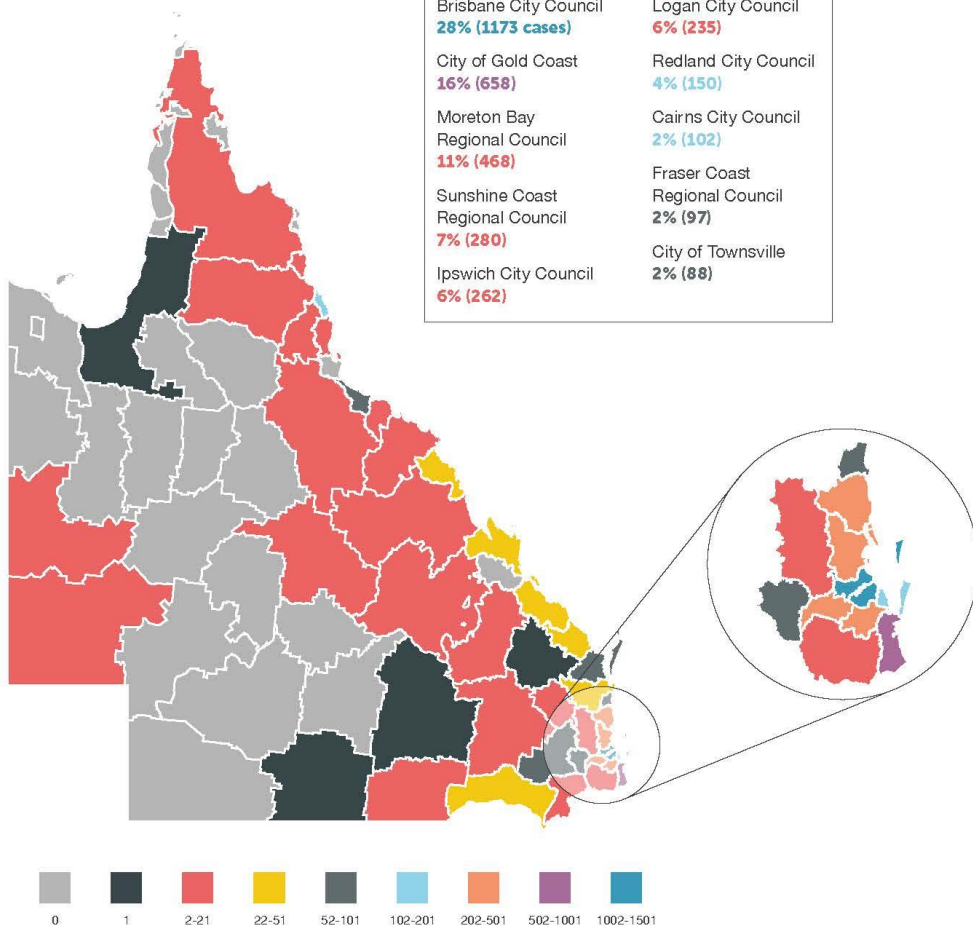 Brisbane City Council
28% (1173 cases)
City of Gold Coast
16% (658)
Moreton Bay
Regional Council
11% (468)
Sunshine Coast
Regional Council
7% (280)
Ipswich City Council
6% (262)
Logan City Council
6% (235)
Redland City Council
4% (150)
Cairns City Council
2% (102)
Fraser Coast
Regional Council
2% (97)
City of Townsville
2% (88)
0
1
2-21
22-51
52-101
102-201
202-501
502-1001
1002-1501